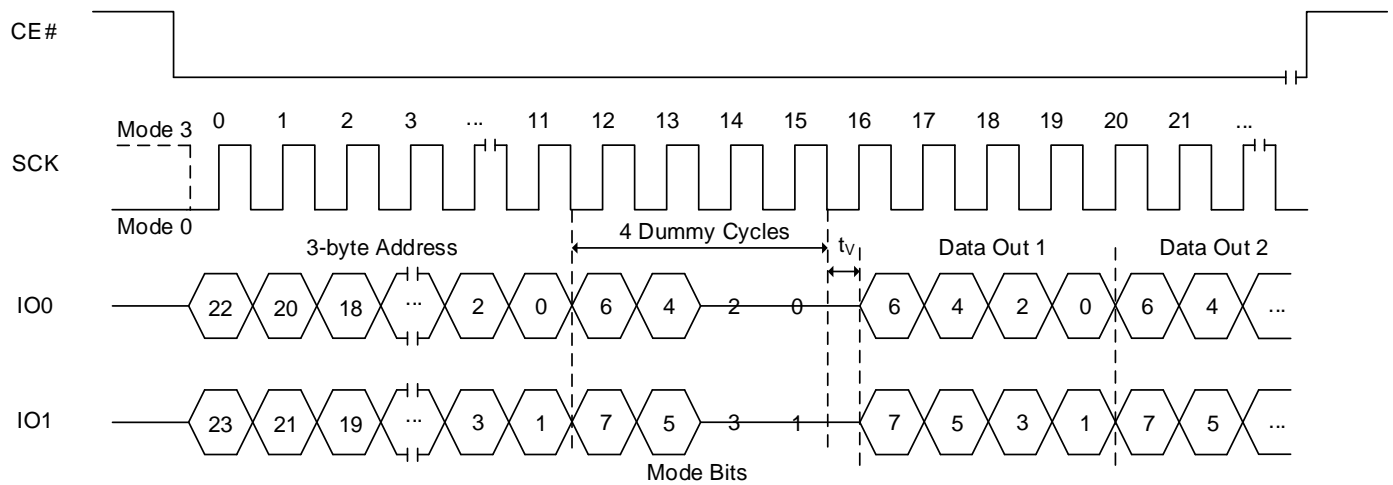 CE#
0 1 2 3 ... 11 12 13 14 15 16 17 18 19 20 21 ...
Mode 3
SCK
Mode 0
3-byte Address 4 Dummy Cycles tV Data Out 1 Data Out 2
IO0 22 20 18 ... 2 0 6 4 2 0 6 4 2 0 6 4 ...
IO1 23 21 19 ... 3 1 7 5 3 1 7 5 3 1 7 5 ...
Mode Bits